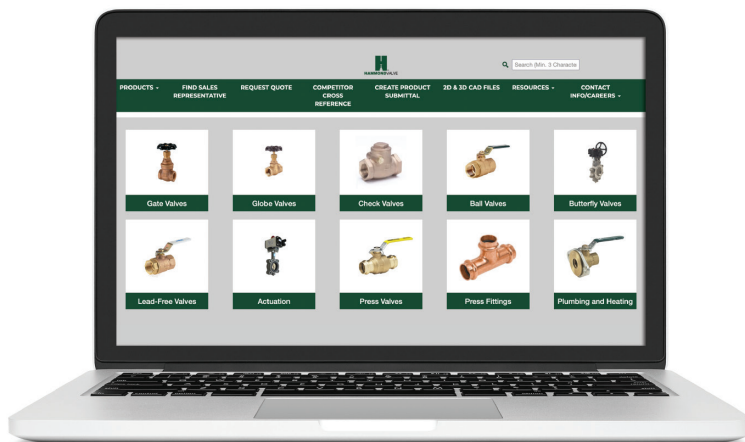 H
HAMMONDVALVE
Search (Min. 3 Characte
PRODUCTS
FIND SALES
REPRESENTATIVE
REQUEST QUOTE
COMPETITOR
CROSS
REFERENCE
CREATE PRODUCT
SUBMITTAL
2D & 3D CAD FILES
RESOURCES
CONTACT
INFO/CAREERS
Gate Valves
Globe Valves
Check Valves
Ball Valves
Butterfly Valves
Lead-Free Valves
Actuation
Press Valves
Press Fittings
Plumbing and Heating